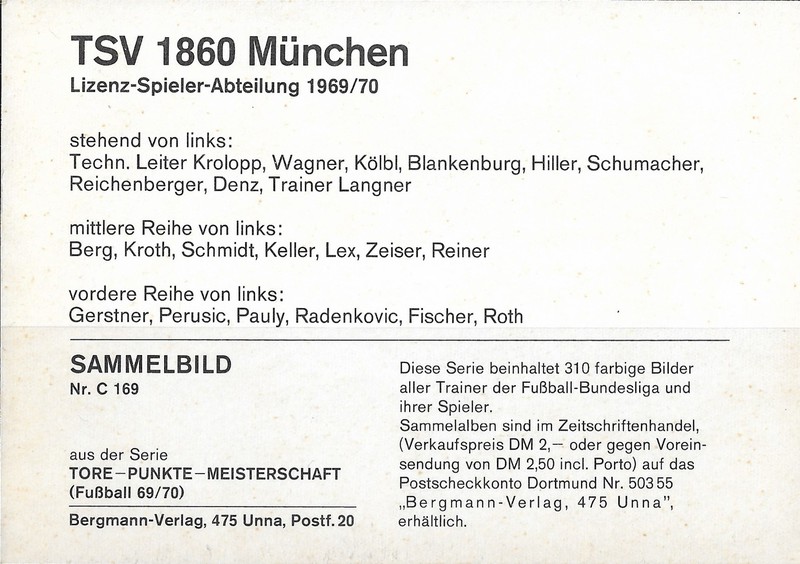 TSV 1860 München
Lizenz-Spieler-Abteilung 1969/70
stehend von links:
Techn. Leiter Krolopp, Wagner, Kölbl, Blankenburg, Hiller, Schumacher,
Reichenberger, Denz, Trainer Langner
mittlere Reihe von links:
Berg, Kroth, Schmidt, Keller, Lex, Zeiser, Reiner
vordere Reihe von links:
Gerstner, Perusic, Pauly, Radenkovic, Fischer, Roth
SAMMELBILD
Nr. C 169
aus der Serie
TORE—PUNKTE—MEISTERSCHAFT
(Fußball 69/70)
Bergmann-Verlag, 475 Unna, Postf. 20
Diese Serie beinhaltet 310 farbige Bilder
aller Trainer der Fußball-Bundesliga und
ihrer Spieler.
Sammelalben sind im Zeitschriftenhandel,
(Verkaufspreis DM 2,— oder gegen Vorein-
sendung von DM 2,50 incl. Porto) auf das
Postscheckkonto Dortmund Nr. 503 55
„Bergmann-Verlag, 475 Unna”,
erhältlich.